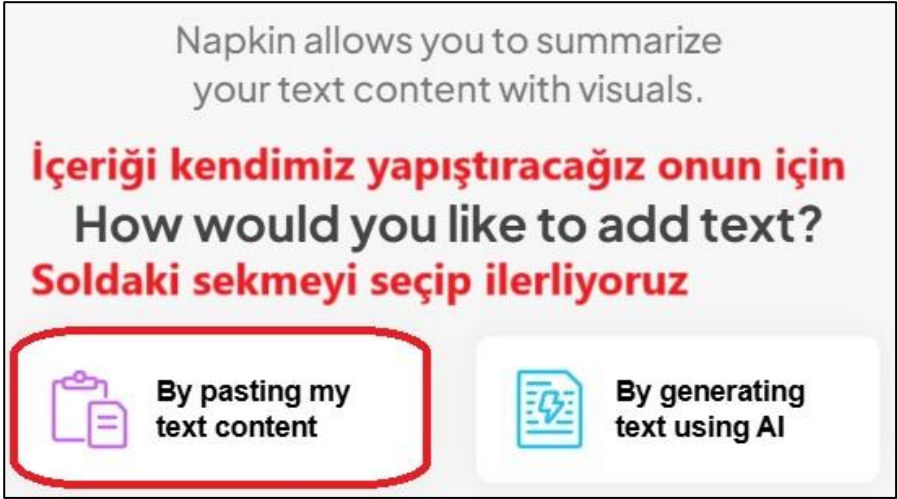 Napkin allows you to summarize
your text content with visuals.
İçeriği kendimiz yapıştıracağız onun için
How would you like to add text?
Soldaki sekmeyi seçip ilerliyoruz
By pasting my
text content
By generating
text using AI